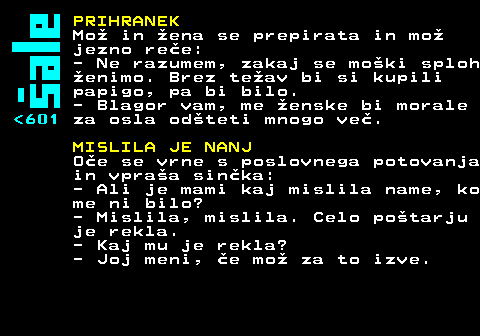 šale
<601
PRIHRANEK
Mož in žena se prepirata in mož
jezno reče:
- Ne razumem, zakaj se moški sploh
ženimo. Brez težav bi si kupili
papigo, pa bi bilo.
- Blagor vam, me ženske bi morale
za osla odšteti mnogo več.
MISLILA JE NANJ
Oče se vrne s poslovnega potovanja
in vpraša sinčka:
- Ali je mami kaj mislila name, ko
me ni bilo?
- Mislila, mislila. Celo poštarju
je rekla.
- Kaj mu je rekla?
- Joj meni, če mož za to izve.